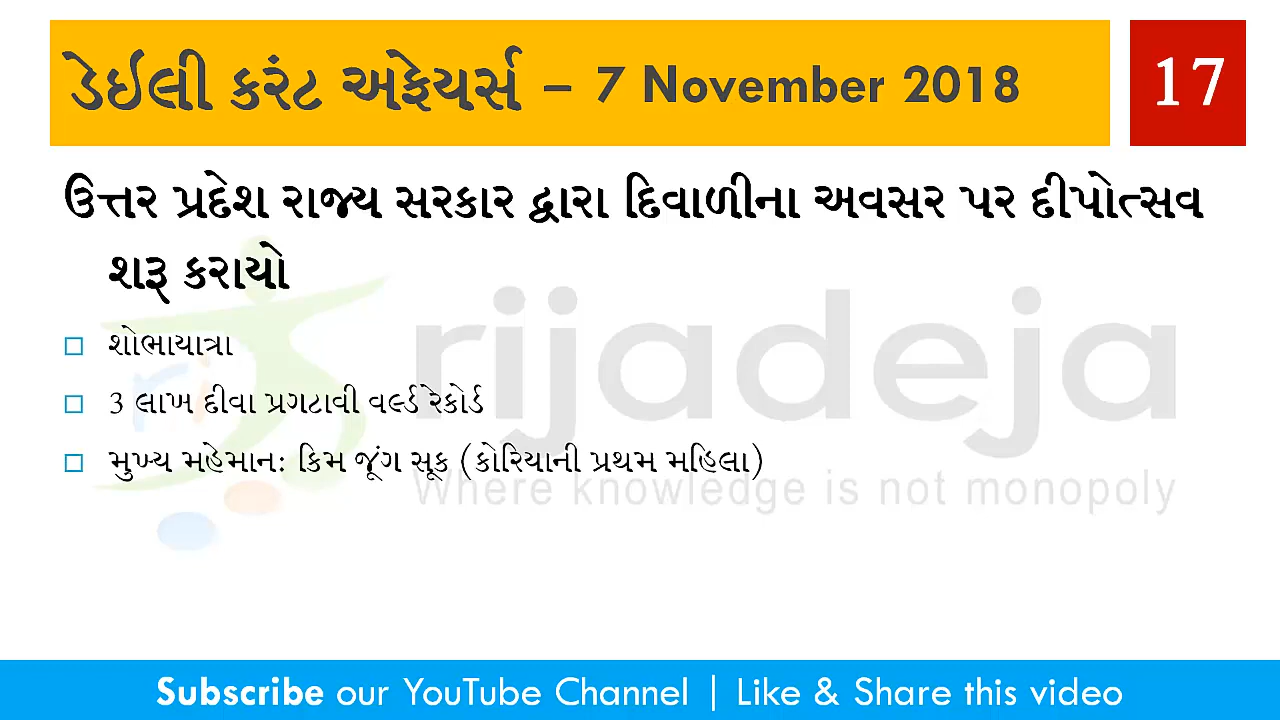 ડેઈલી કરંટ અફેયર્સ – 7 November 2018
17
ઉત્તર પ્રદેશ રાજ્ય સરકાર દ્વારા દિવાળીના અવસર પર દીપોત્સવ
શરૂ કરાયો
શોભાયાત્રા
3 લાખ દીવા પ્રગટાવી વર્લ્ડ રેકોર્ડ
મુખ્ય મહેમાનઃ કિમ જૂંગ સૂક (કોરિયાની પ્રથમ મહિલા)
ri
rijadeja
Where knowledge is not monopoly
Subscribe our YouTube Channel | Like & Share this video